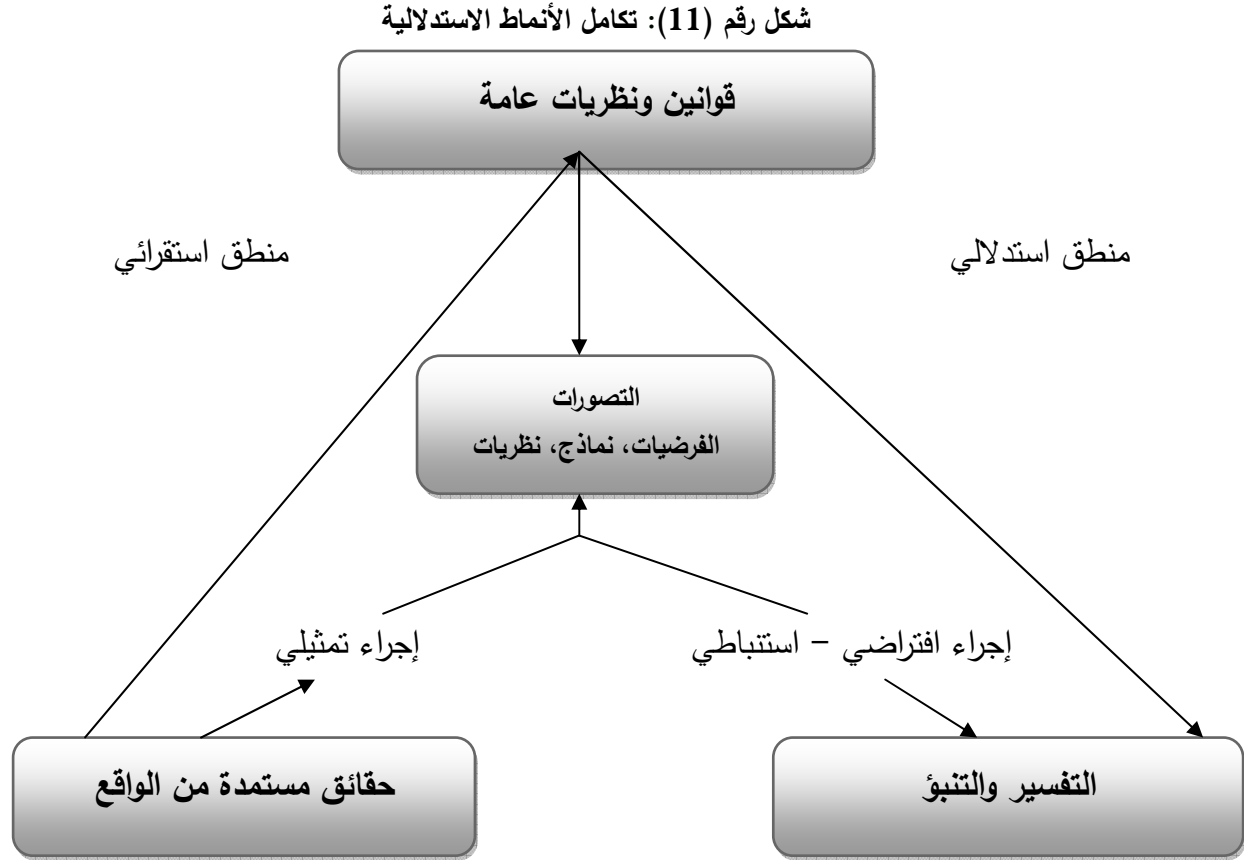 شكل رقم (11): تكامل الأنماط الاستدلالية
قوانين ونظريات عامة
منطق استدلالي
منطق استقرائي
التصورات
الفرضيات، نماذج، نظريات
إجراء افتراضي – استنباطي
إجراء تمثيلي
التفسير والتنبؤ
حقائق مستمدة من الواقع